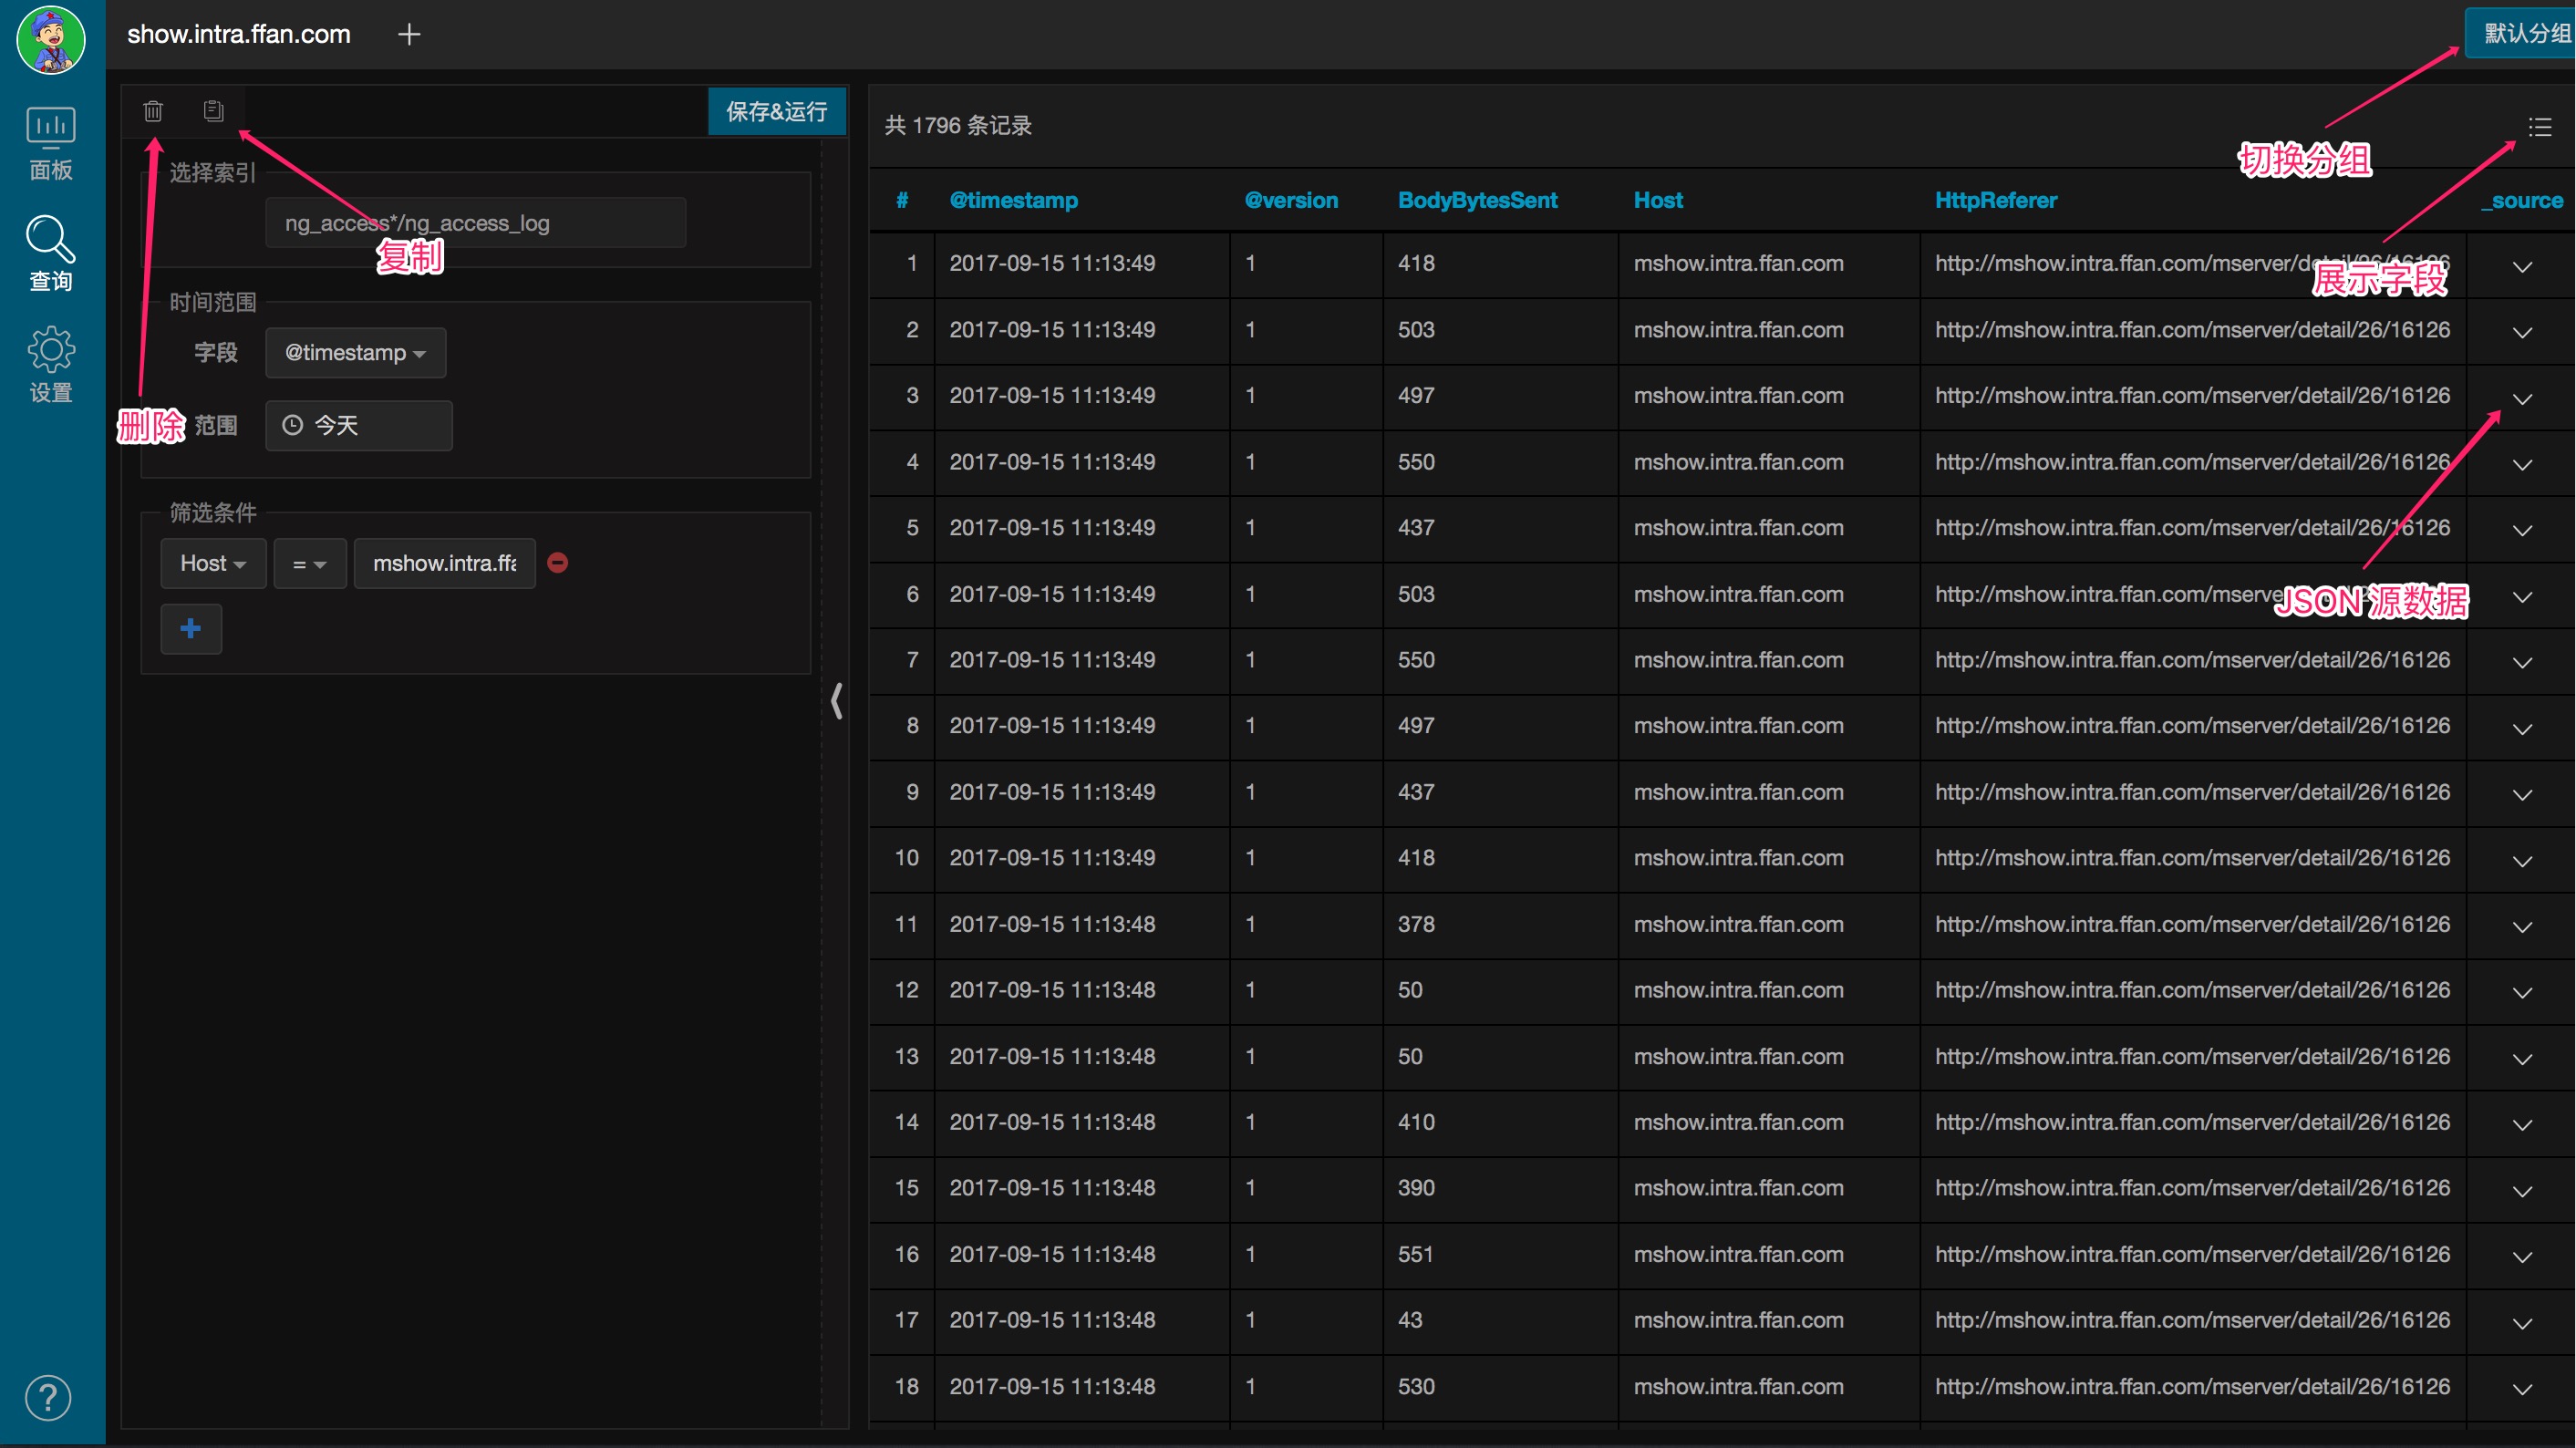 show.intra.ffan.com
默认分组
面板
查询
设置
保存&运行
选择索引
ng_access*/ng_access_log
复制
时间范围
字段 @timestamp
删除 范围 今天
筛选条件
Host = mshow.intra.ffa
共 1796 条记录
切换分组
# @timestamp @version BodyBytesSent Host HttpReferer _source
1 2017-09-15 11:13:49 1 418 mshow.intra.ffan.com http://mshow.intra.ffan.com/mserver/detail/26/16126
展示字段
2 2017-09-15 11:13:49 1 503 mshow.intra.ffan.com http://mshow.intra.ffan.com/mserver/detail/26/16126
3 2017-09-15 11:13:49 1 497 mshow.intra.ffan.com http://mshow.intra.ffan.com/mserver/detail/26/16126
4 2017-09-15 11:13:49 1 550 mshow.intra.ffan.com http://mshow.intra.ffan.com/mserver/detail/26/16126
5 2017-09-15 11:13:49 1 437 mshow.intra.ffan.com http://mshow.intra.ffan.com/mserver/detail/26/16126
6 2017-09-15 11:13:49 1 503 mshow.intra.ffan.com http://mshow.intra.ffan.com/mserve
JSON 源数据
7 2017-09-15 11:13:49 1 550 mshow.intra.ffan.com http://mshow.intra.ffan.com/mserver/detail/26/16126
8 2017-09-15 11:13:49 1 497 mshow.intra.ffan.com http://mshow.intra.ffan.com/mserver/detail/26/16126
9 2017-09-15 11:13:49 1 437 mshow.intra.ffan.com http://mshow.intra.ffan.com/mserver/detail/26/16126
10 2017-09-15 11:13:49 1 418 mshow.intra.ffan.com http://mshow.intra.ffan.com/mserver/detail/26/16126
11 2017-09-15 11:13:48 1 378 mshow.intra.ffan.com http://mshow.intra.ffan.com/mserver/detail/26/16126
12 2017-09-15 11:13:48 1 50 mshow.intra.ffan.com http://mshow.intra.ffan.com/mserver/detail/26/16126
13 2017-09-15 11:13:48 1 50 mshow.intra.ffan.com http://mshow.intra.ffan.com/mserver/detail/26/16126
14 2017-09-15 11:13:48 1 410 mshow.intra.ffan.com http://mshow.intra.ffan.com/mserver/detail/26/16126
15 2017-09-15 11:13:48 1 390 mshow.intra.ffan.com http://mshow.intra.ffan.com/mserver/detail/26/16126
16 2017-09-15 11:13:48 1 551 mshow.intra.ffan.com http://mshow.intra.ffan.com/mserver/detail/26/16126
17 2017-09-15 11:13:48 1 43 mshow.intra.ffan.com http://mshow.intra.ffan.com/mserver/detail/26/16126
18 2017-09-15 11:13:48 1 530 mshow.intra.ffan.com http://mshow.intra.ffan.com/mserver/detail/26/16126